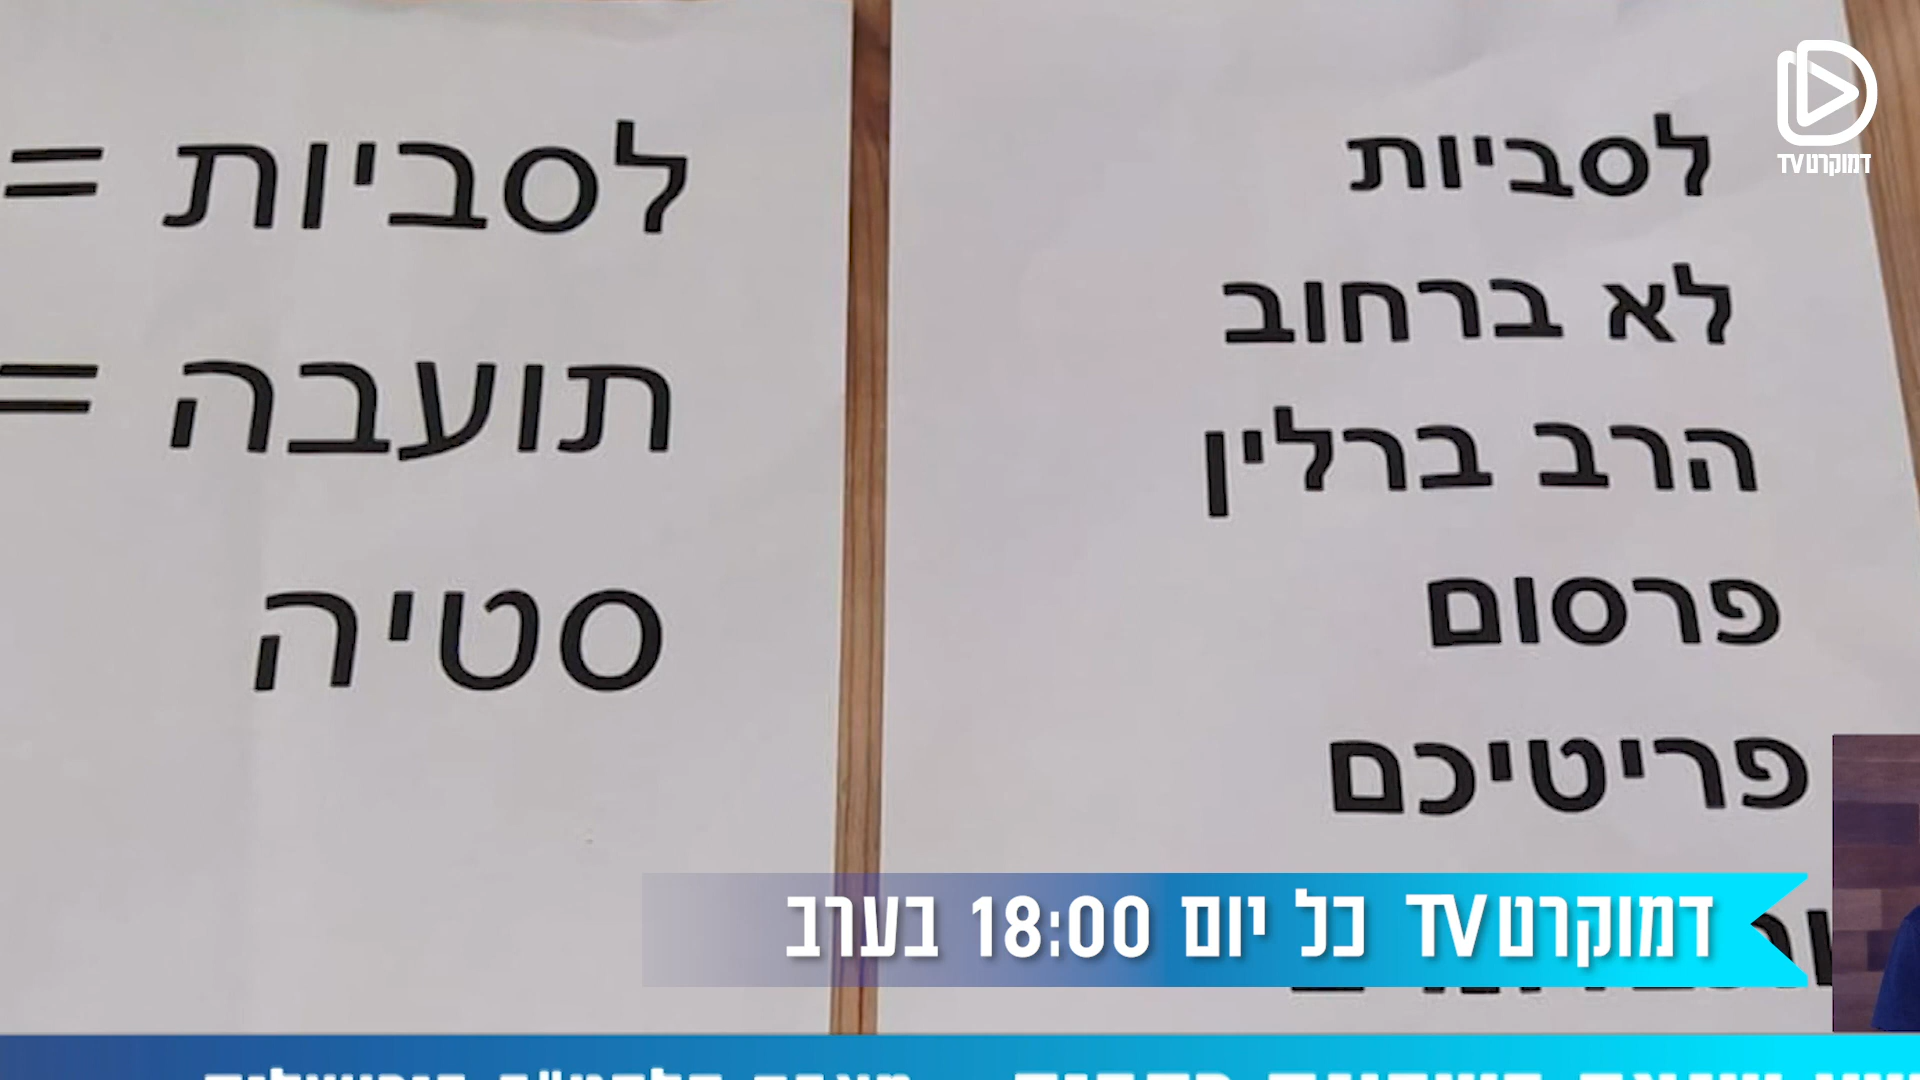 דמוקרטTV
לסביות
לא ברחוב
הרב ברלין
פרסום
פריטיכם
לסביות =
תועבה =
סטיה
דמוקרטTV כל יום 18:00 בערב